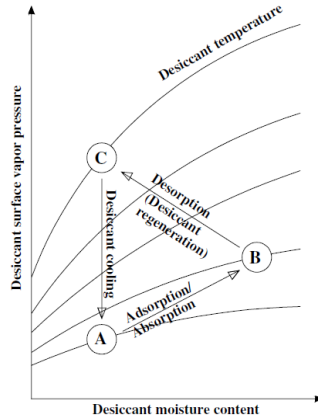 Desiccant surface vapor pressure
Desiccant temperature
C
Desorption
(Desiccant
regeneration)
Desiccant cooling
B
A
Adsorption/
Absorption
Desiccant moisture content